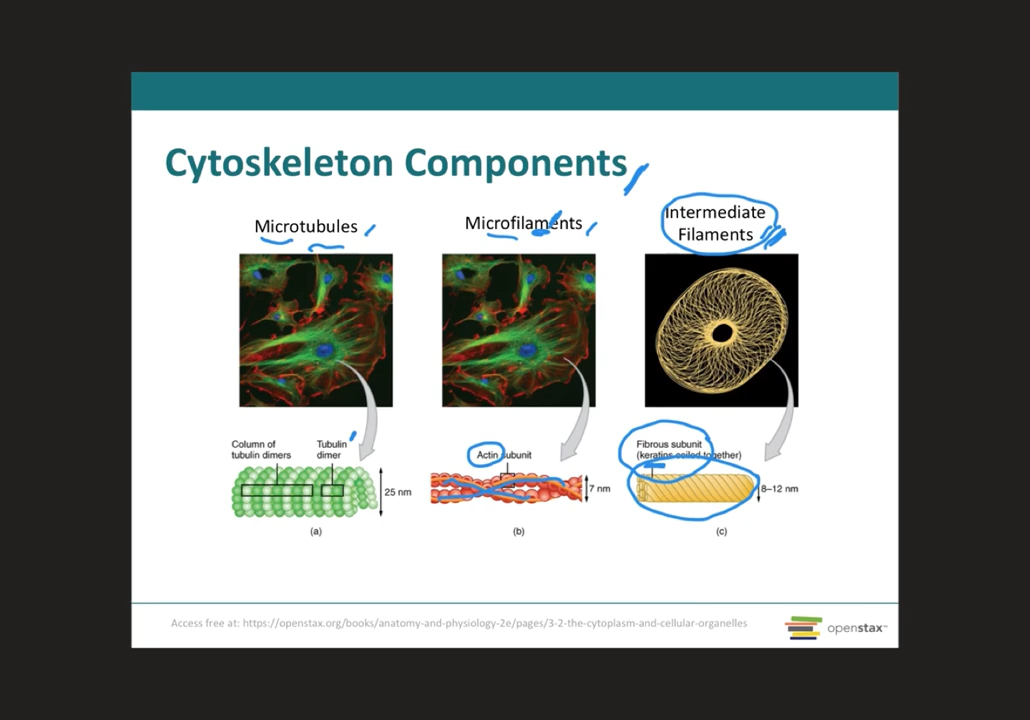 Cytoskeleton Components
Microtubules
Microfilaments
Intermediate
Filaments
Column of
tubulin dimers
Tubulin
dimer
25 nm
(a)
Actin subunit
7 nm
(b)
Fibrous subunit
(keratins coiled together)
8–12 nm
(c)
Access free at: https://openstax.org/books/anatomy-and-physiology-2e/pages/3-2-the-cytoplasm-and-cellular-organelles
openstax™